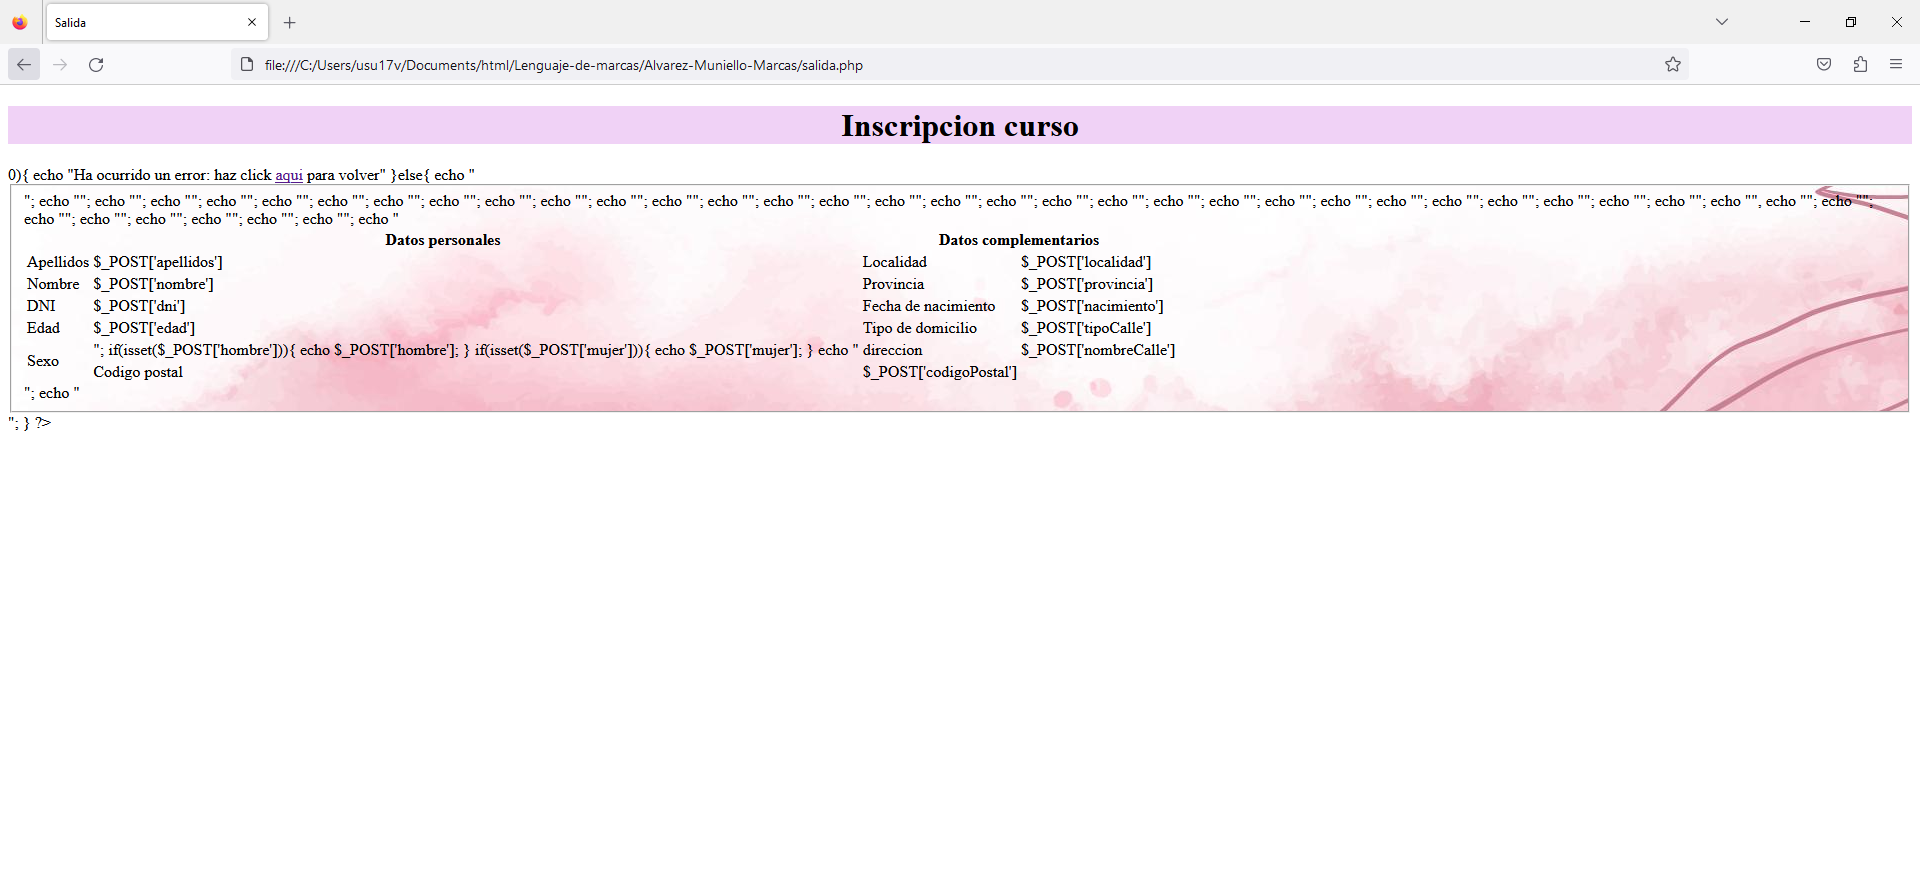 Salida
file:///C:/Users/usu17v/Documents/html/Lenguaje-de-marcas/Alvarez-Muniello-Marcas/salida.php
Inscripcion curso
0){ echo "Ha ocurrido un error: haz click aqui para volver" }else{ echo "
"; echo ""; echo ""; echo ""; echo ""; echo ""; echo ""; echo ""; echo ""; echo ""; echo ""; echo ""; echo ""; echo ""; echo ""; echo ""; echo ""; echo ""; echo ""; echo ""; echo ""; echo ""; echo ""; echo ""; echo ""; echo ""; echo ""; echo ""; echo ""; echo ""; echo ""; echo "", echo ""; echo "";
echo ""; echo ""; echo ""; echo ""; echo ""; echo ""; echo "
Datos personales Datos complementarios
Apellidos $_POST['apellidos'] Localidad $_POST['localidad']
Nombre $_POST['nombre'] Provincia $_POST['provincia']
DNI $_POST['dni'] Fecha de nacimiento $_POST['nacimiento']
Edad $_POST['edad'] Tipo de domicilio $_POST['tipoCalle']
Sexo "; if(isset($_POST['hombre'])){ echo $_POST['hombre']; } if(isset($_POST['mujer'])){ echo $_POST['mujer']; } echo " direccion $_POST['nombreCalle']
Codigo postal $_POST['codigoPostal']
"; echo "
"; } ?>